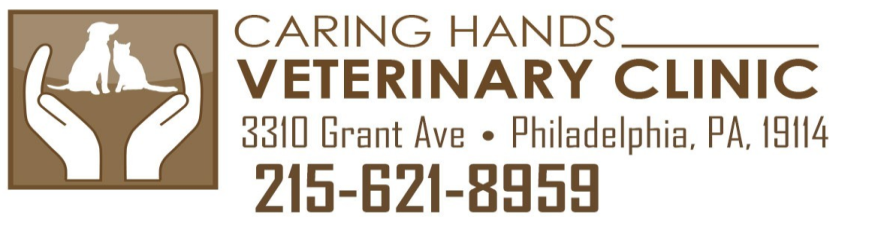 CARING HANDS
VETERINARY CLINIC
3310 Grant Ave • Philadelphia, PA, 19114
215-621-8959